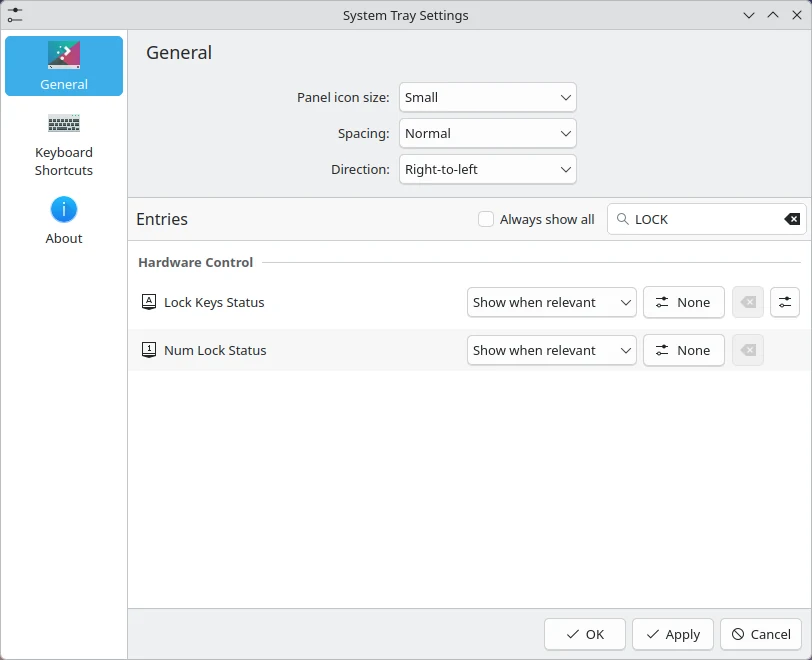 System Tray Settings
General
Keyboard
Shortcuts
About
General
Panel icon size: Small
Spacing: Normal
Direction: Right-to-left
Entries Always show all LOCK
Hardware Control
A Lock Keys Status Show when relevant None
1 Num Lock Status Show when relevant None
OK Apply Cancel